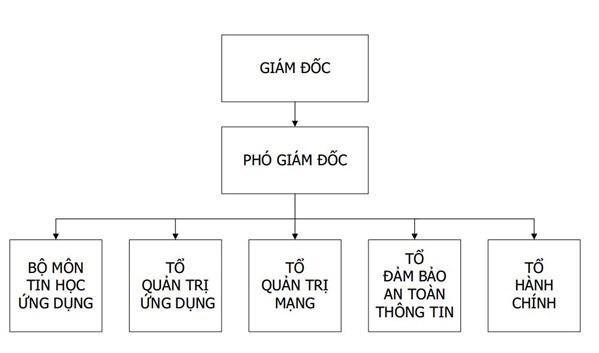 GIÁM ĐỐC
PHÓ GIÁM ĐỐC
BỘ MÔN
TIN HỌC
ỨNG DỤNG
TỔ
QUẢN TRỊ
ỨNG DỤNG
TỔ
QUẢN TRỊ
MẠNG
TỔ
ĐẢM BẢO
AN TOÀN
THÔNG TIN
TỔ
HÀNH
CHÍNH